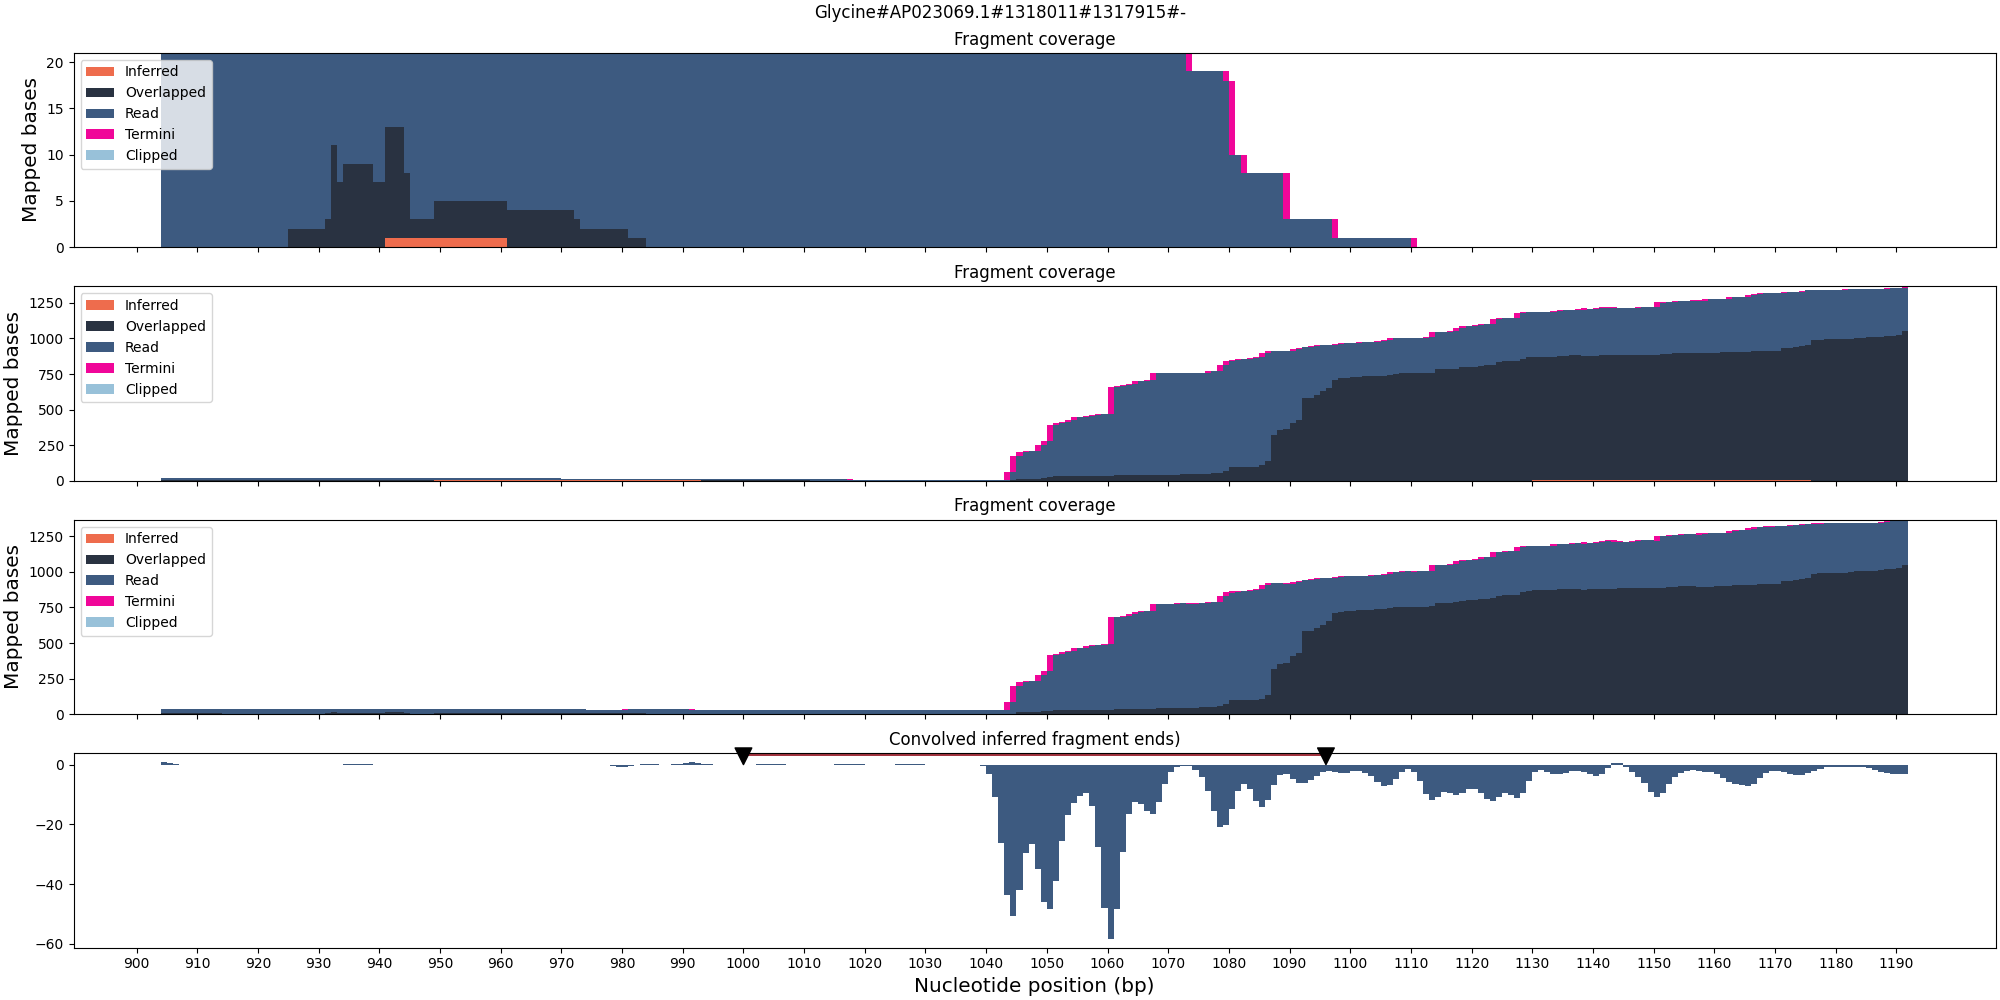 Glycine#AP023069.1#1318011#1317915#-
Fragment coverage
Mapped bases
20
15
10
5
0
Inferred
Overlapped
Read
Termini
Clipped
Fragment coverage
Mapped bases
1250
1000
750
500
250
0
Inferred
Overlapped
Read
Termini
Clipped
Fragment coverage
Mapped bases
1250
1000
750
500
250
0
Inferred
Overlapped
Read
Termini
Clipped
Convolved inferred fragment ends)
0
−20
−40
−60
900 910 920 930 940 950 960 970 980 990 1000 1010 1020 1030 1040 1050 1060 1070 1080 1090 1100 1110 1120 1130 1140 1150 1160 1170 1180 1190
Nucleotide position (bp)